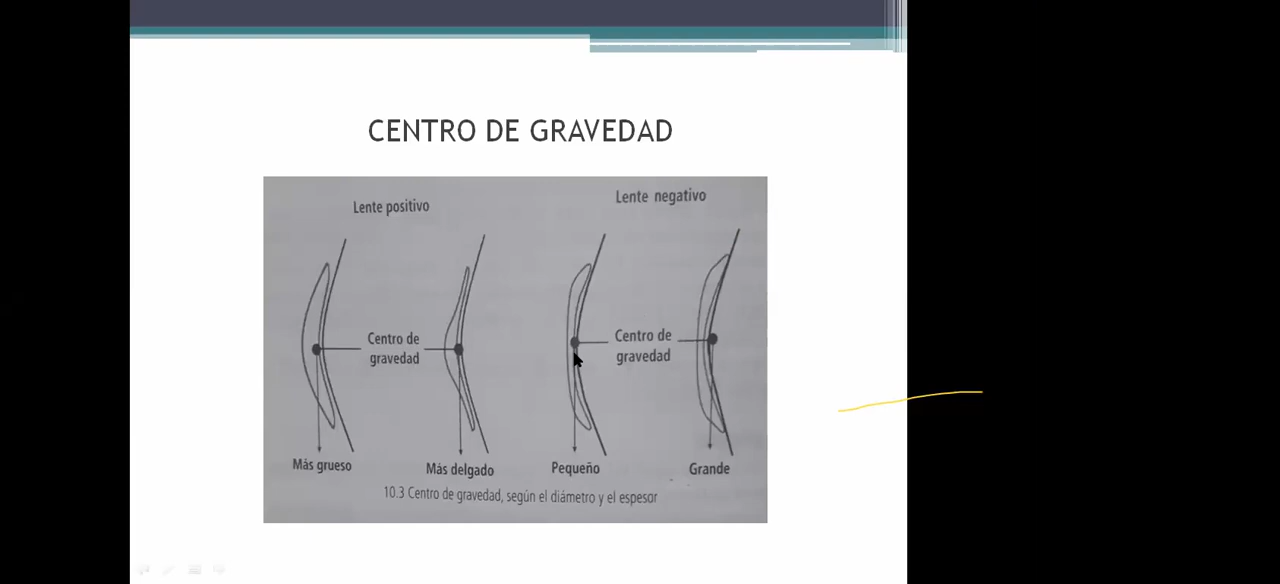 CENTRO DE GRAVEDAD
Lente positivo
Lente negativo
Centro de
gravedad
Centro de
gravedad
Más grueso
Más delgado
Pequeño
Grande
10.3 Centro de gravedad, según el diámetro y el espesor